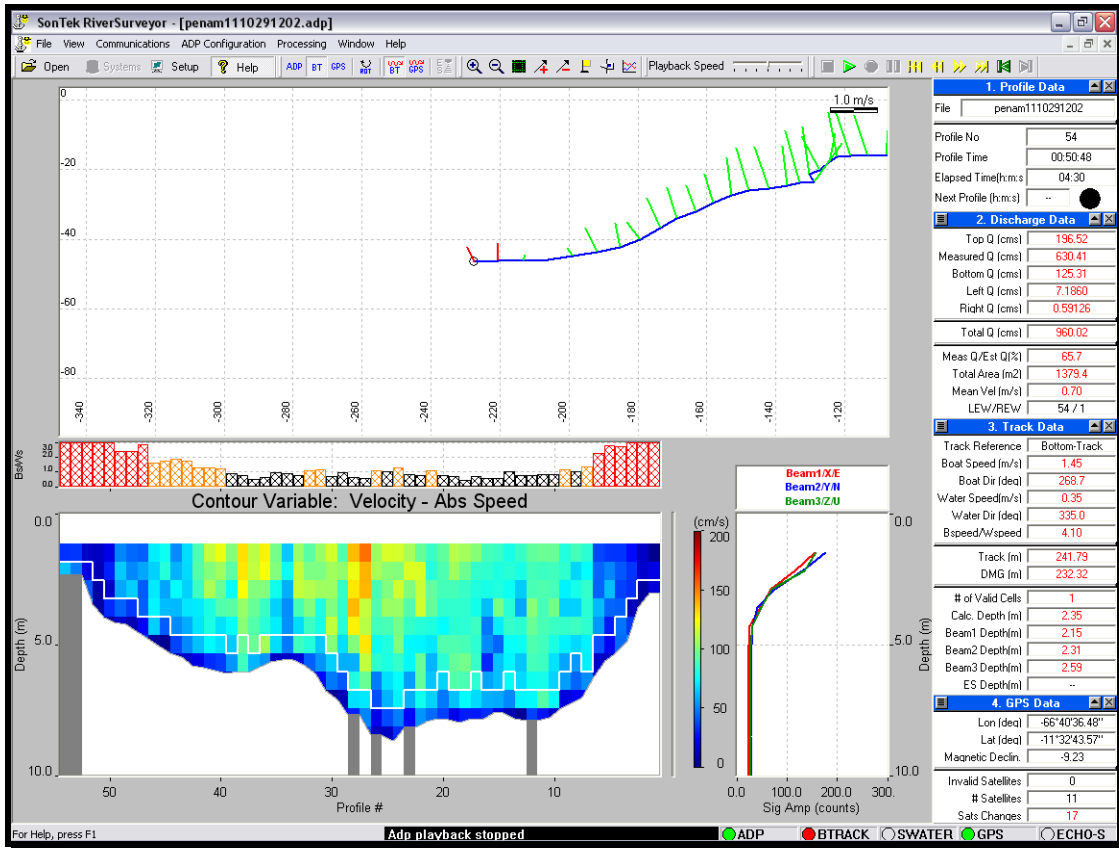 SonTek RiverSurveyor - [penam1110291202.adp]
File View Communications ADP Configuration Processing Window Help
Open Systems Setup Help ADP BT GPS BT GPS Playback Speed
0
-20
-40
-60
-80
1.0 m/s
-340 -320 -300 -280 -260 -240 -220 -200 -180 -160 -140 -120
3.0
2.0
1.0
0.0
50 40 30 20 10
Contour Variable: Velocity - Abs Speed
0.0
5.0
10.0
Depth (m)
50 40 30 20 10
Profile #
(cm/s)
200
150
100
50
0
Beam1/X/E
Beam2/Y/N
Beam3/Z/U
0.0
5.0
10.0
Depth (m)
0.0 100.0 200.0 300.
Sig Amp (counts)
1. Profile Data
File penam1110291202
Profile No 54
Profile Time 00:50:48
Elapsed Time(h:m:s 04:30
Next Profile (h:m:s) --
2. Discharge Data
Top Q (cms) 196.52
Measured Q (cms) 630.41
Bottom Q (cms) 125.31
Left Q (cms) 7.1860
Right Q (cms) 0.59126
Total Q (cms) 960.02
Meas Q/Est Q(%) 65.7
Total Area (m2) 1379.4
Mean Vel (m/s) 0.70
LEW/REW 54 / 1
3. Track Data
Track Reference Bottom-Track
Boat Speed (m/s) 1.45
Boat Dir (deg) 268.7
Water Speed(m/s) 0.35
Water Dir (deg) 335.0
Bspeed/Wspeed 4.10
Track (m) 241.79
DMG (m) 232.32
# of Valid Cells 1
Calc. Depth (m) 2.35
Beam1 Depth(m) 2.15
Beam2 Depth(m) 2.31
Beam3 Depth(m) 2.59
ES Depth(m) --
4. GPS Data
Lon (deg) -66°40'36.48"
Lat (deg) -11°32'43.57"
Magnetic Declin. -9.23
Invalid Satellites 0
# Satellites 11
Sats Changes 17
For Help, press F1
Adp playback stopped
ADP BTRACK SWATER GPS ECHO-S